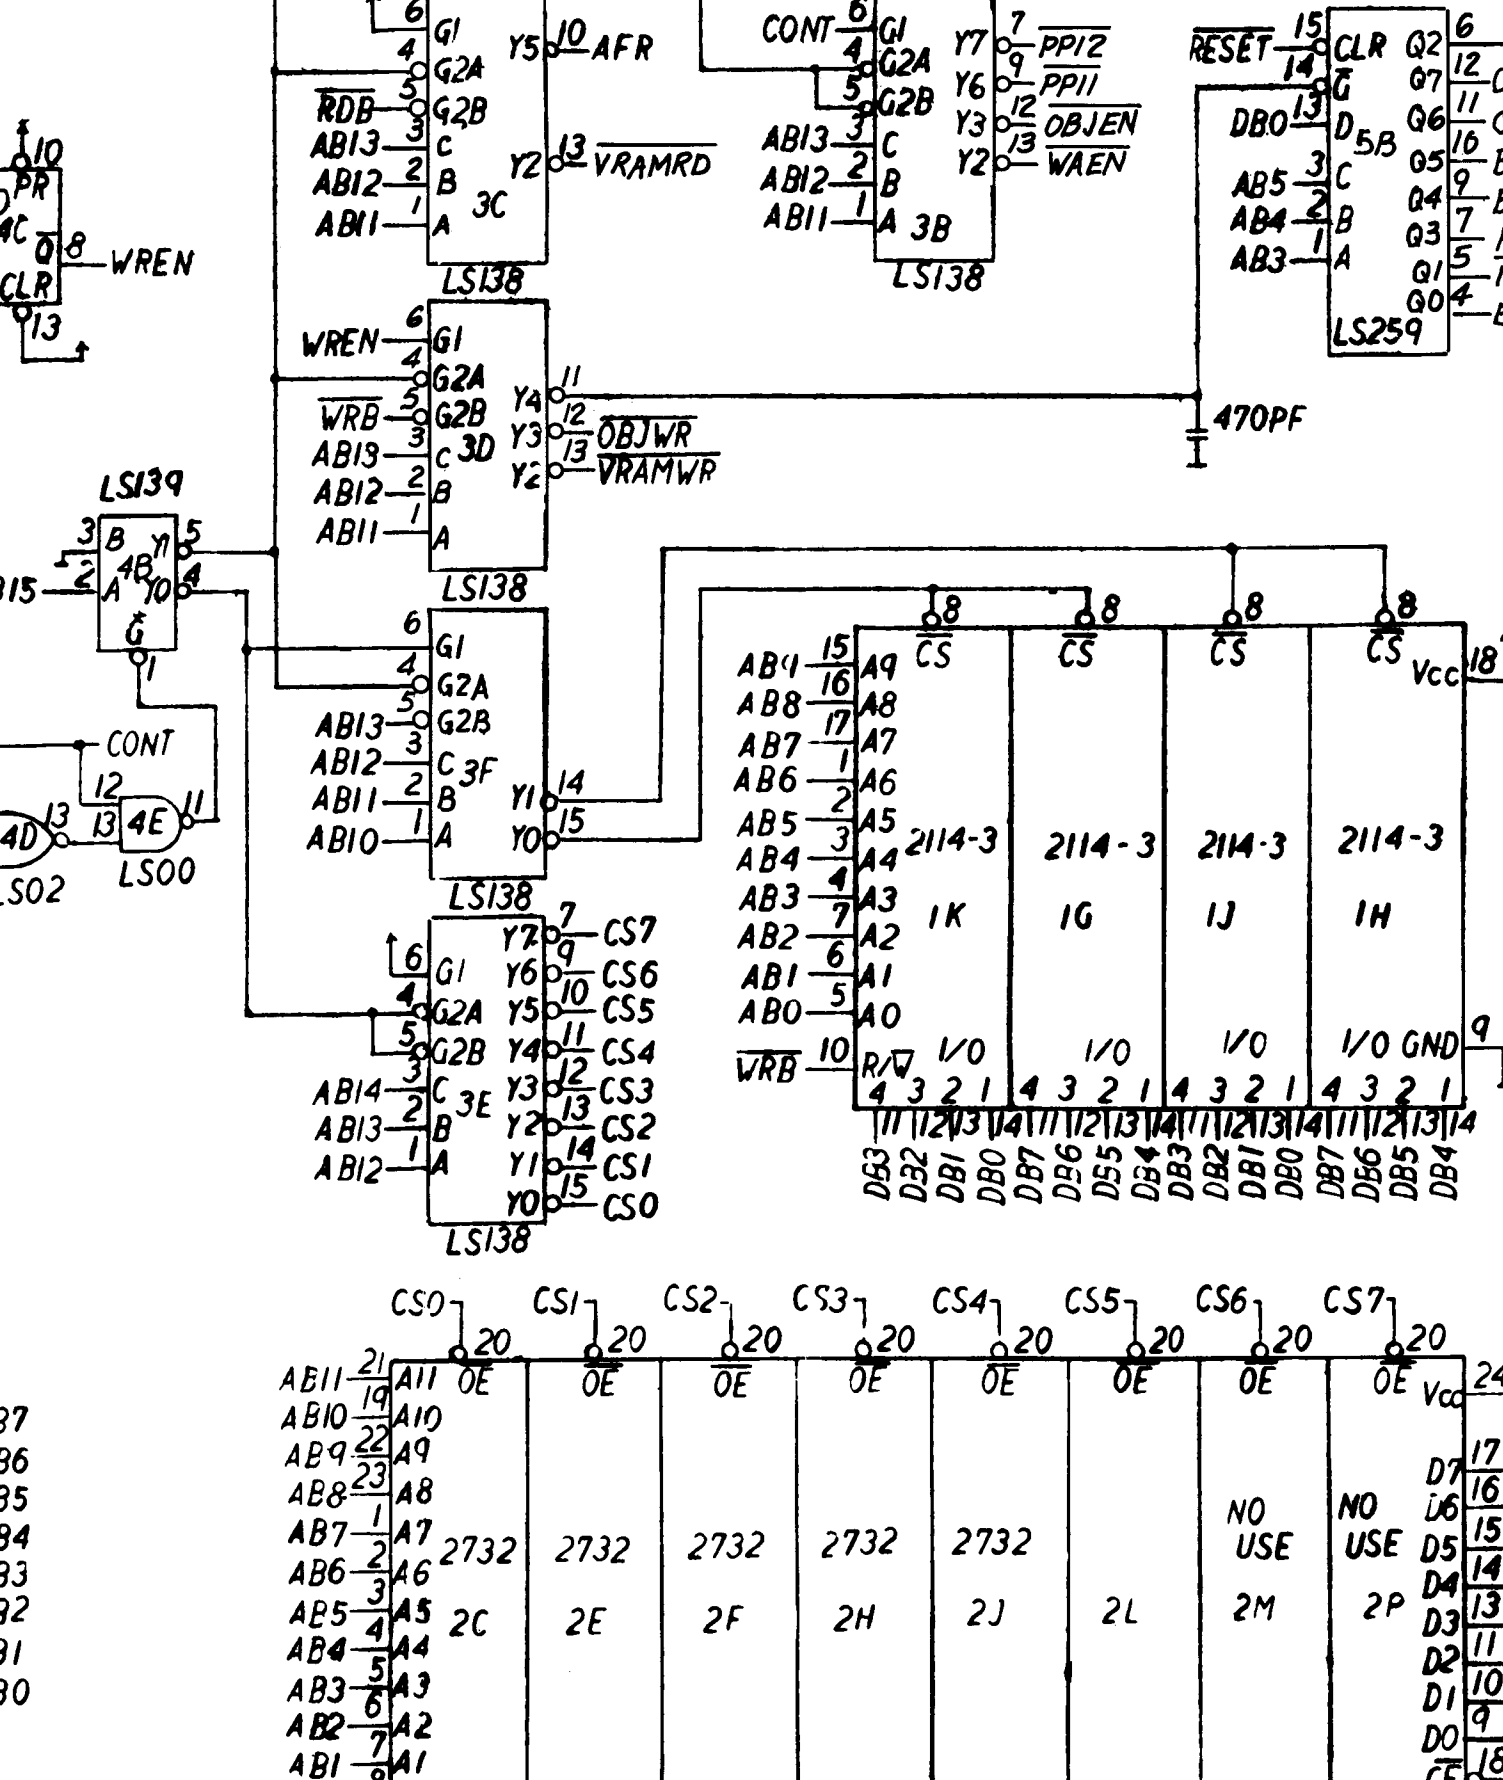 6 G1
4 G2A
RDB 5 G2B
AB13 3 C
AB12 2 B
AB11 1 A
Y5 10 AFR
Y2 13 VRAMRD
3C
LS138
CONT 6 G1
4 G2A
5 G2B
AB13 3 C
AB12 2 B
AB11 1 A
Y7 7 PP12
Y6 9 PP11
Y3 12 OBJEN
Y2 13 WAEN
3B
LS138
RESET 15 CLR
14 G
DB0 13 D
AB5 3 C
AB4 2 B
AB3 1 A
5B
Q2 6
Q7 12
Q6 11
Q5 10
Q4 9
Q3 7
Q1 5
Q0 4
LS259
10
PR
4C
Q 8 WREN
CLR
13
WREN 6 G1
4 G2A
WRB 5 G2B
AB13 3 C
AB12 2 B
AB11 1 A
3D
Y4 11
Y3 12 OBJWR
Y2 13 VRAMWR
LS138
470PF
LS139
3 B Y1 5
4B
2 A Y0 4
G
1
CONT
12
13 4E 11
LS00
4D 13
LS02
6 G1
4 G2A
AB13 5 G2B
AB12 3 C
AB11 2 B
AB10 1 A
3F
Y1 14
Y0 15
LS138
6 G1
4 G2A
5 G2B
AB14 3 C
AB13 2 B
AB12 1 A
3E
Y7 7 CS7
Y6 9 CS6
Y5 10 CS5
Y4 11 CS4
Y3 12 CS3
Y2 13 CS2
Y1 14 CS1
Y0 15 CS0
LS138
8 8 8 8
CS CS CS CS
Vcc 18
AB9 15 A9
AB8 16 A8
AB7 17 A7
AB6 1 A6
AB5 2 A5
AB4 3 A4
AB3 4 A3
AB2 7 A2
AB1 6 A1
AB0 5 A0
WRB 10 R/W
2114-3 2114-3 2114-3 2114-3
1K 1G 1J 1H
I/O I/O I/O I/O GND 9
4 3 2 1 4 3 2 1 4 3 2 1 4 3 2 1
11 12 13 14 11 12 13 14 11 12 13 14 11 12 13 14
DB3 DB2 DB1 DB0 DB7 DB6 DB5 DB4 DB3 DB2 DB1 DB0 DB7 DB6 DB5 DB4
CS0 CS1 CS2 CS3 CS4 CS5 CS6 CS7
20 20 20 20 20 20 20 20
OE OE OE OE OE OE OE OE
Vcc 24
AB11 21 A11
AB10 19 A10
AB9 22 A9
AB8 23 A8
AB7 1 A7
AB6 2 A6
AB5 3 A5
AB4 4 A4
AB3 5 A3
AB2 6 A2
AB1 7 A1
8
2732 2732 2732 2732 2732 NO USE NO USE
2C 2E 2F 2H 2J 2L 2M 2P
D7 17
D6 16
D5 15
D4 14
D3 13
D2 11
D1 10
D0 9
CE 18